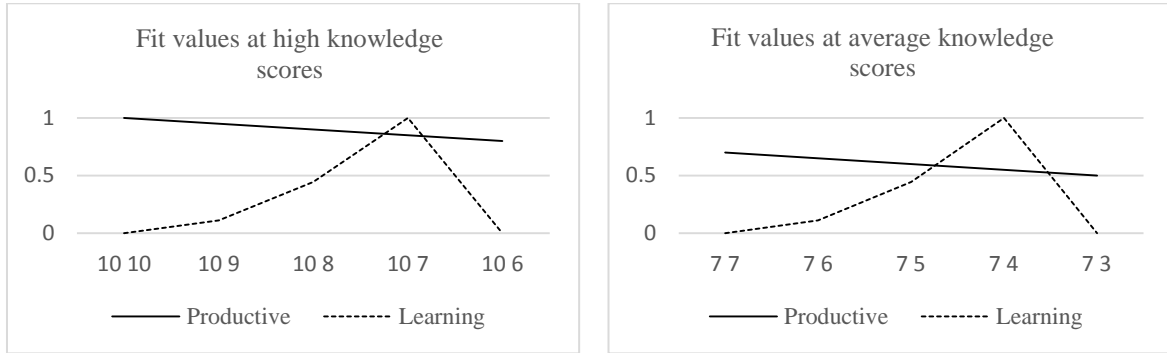 Fit values at high knowledge
scores
1
0.5
0
10 10 10 9 10 8 10 7 10 6
Productive Learning
Fit values at average knowledge
scores
1
0.5
0
7 7 7 6 7 5 7 4 7 3
Productive Learning